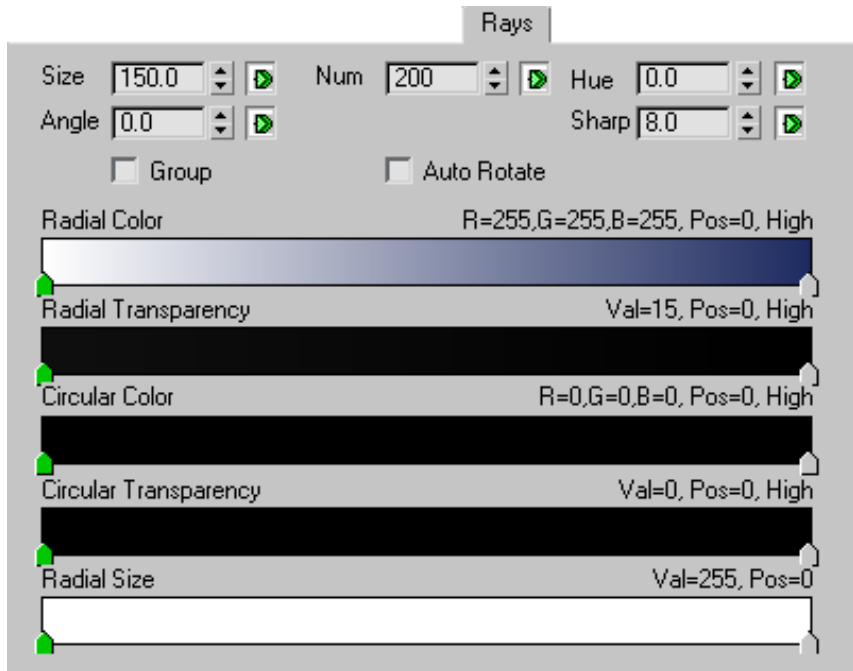 Rays
Size 150.0 Num 200 Hue 0.0
Angle 0.0 Sharp 8.0
Group Auto Rotate
Radial Color R=255,G=255,B=255, Pos=0, High
Radial Transparency Val=15, Pos=0, High
Circular Color R=0,G=0,B=0, Pos=0, High
Circular Transparency Val=0, Pos=0, High
Radial Size Val=255, Pos=0